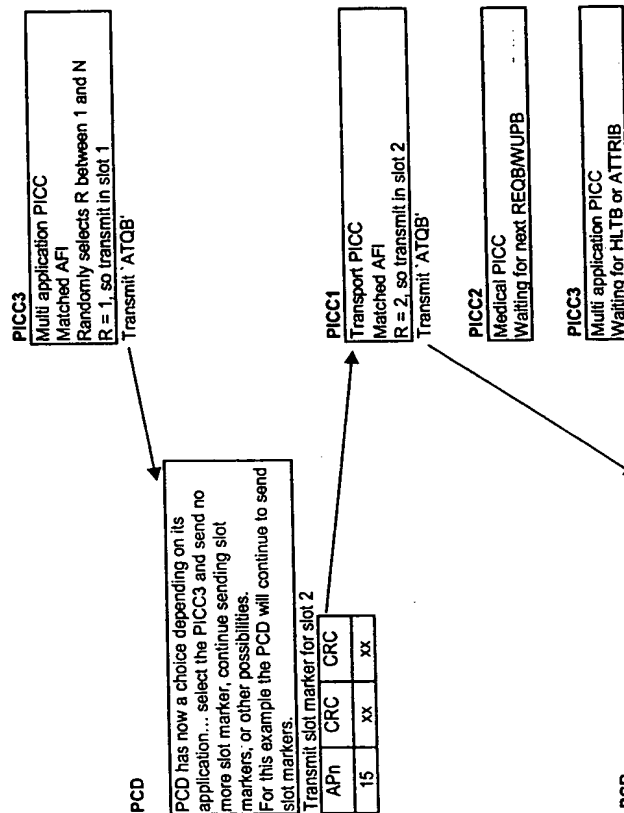 PICC3
Multi application PICC
Matched AFI
Randomly selects R between 1 and N
R = 1, so transmit in slot 1
Transmit `ATQB'
PCD
PCD has now a choice depending on its
application... select the PICC3 and send no
more slot marker, continue sending slot
markers; or other possibilities.
For this example the PCD will continue to send
slot markers.
Transmit slot marker for slot 2
APn CRC CRC
15 xx xx
PICC1
Transport PICC
Matched AFI
R = 2, so transmit in slot 2
Transmit `ATQB'
PICC2
Medical PICC
Waiting for next REQB/WUPB
PICC3
Multi application PICC
Waiting for HLTB or ATTRIB
PCD